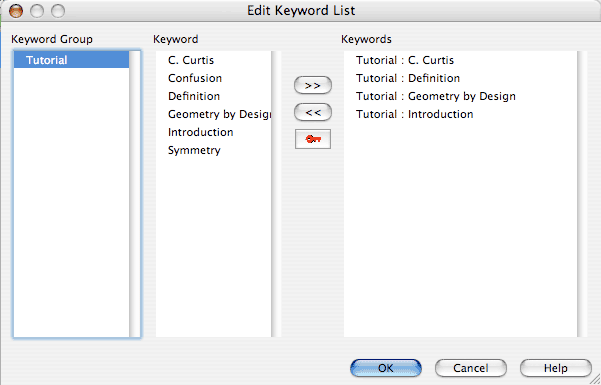 Edit Keyword List
Keyword Group
Keyword
Keywords
Tutorial
C. Curtis
Confusion
Definition
Geometry by Desig
Introduction
Symmetry
>>
<<
Tutorial : C. Curtis
Tutorial : Definition
Tutorial : Geometry by Design
Tutorial : Introduction
OK
Cancel
Help